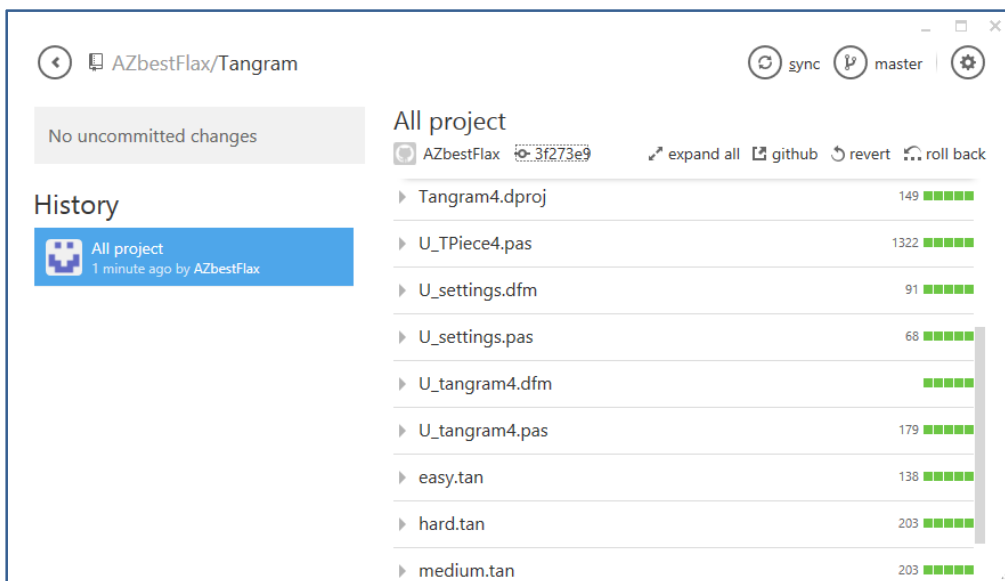 AZbestFlax/Tangram
sync
master
No uncommitted changes
History
All project
1 minute ago by AZbestFlax
All project
AZbestFlax 3f273e9
expand all github revert roll back
Tangram4.dproj 149
U_TPiece4.pas 1322
U_settings.dfm 91
U_settings.pas 68
U_tangram4.dfm
U_tangram4.pas 179
easy.tan 138
hard.tan 203
medium.tan 203